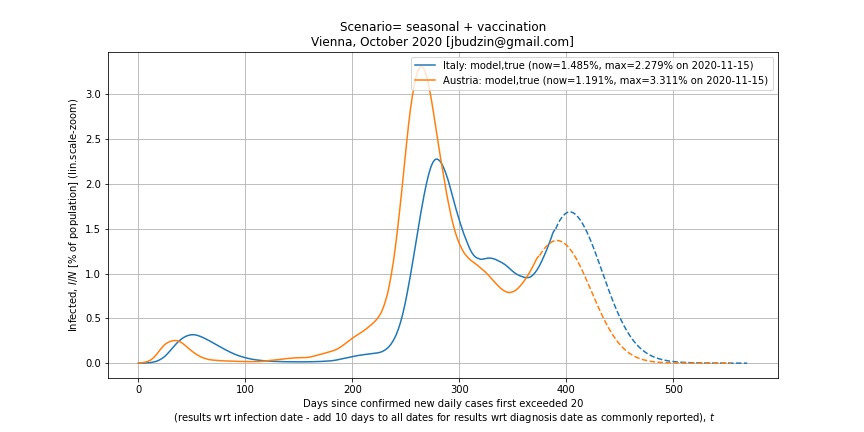 Scenario= seasonal + vaccination
Vienna, October 2020 [jbudzin@gmail.com]
Italy: model,true (now=1.485%, max=2.279% on 2020-11-15)
Austria: model,true (now=1.191%, max=3.311% on 2020-11-15)
Infected, I/N [% of population] (lin.scale-zoom)
3.0
2.5
2.0
1.5
1.0
0.5
0.0
0 100 200 300 400 500
Days since confirmed new daily cases first exceeded 20
(results wrt infection date - add 10 days to all dates for results wrt diagnosis date as commonly reported), t